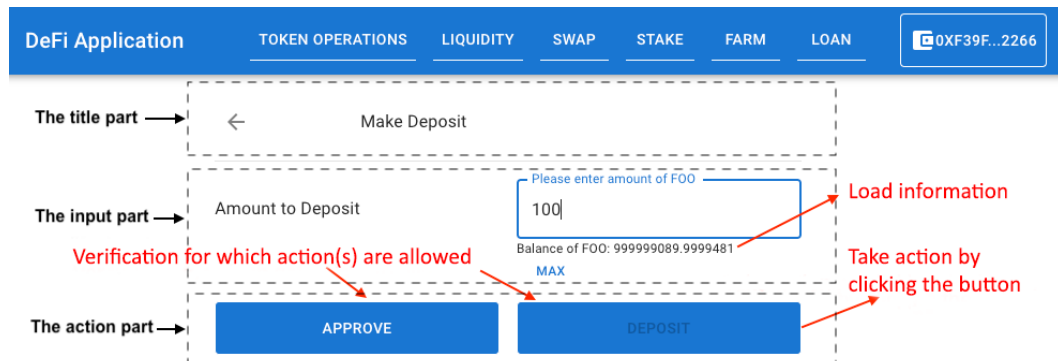 DeFi Application TOKEN OPERATIONS LIQUIDITY SWAP STAKE FARM LOAN 0XF39F...2266
The title part
Make Deposit
Please enter amount of FOO
Load information
The input part
Amount to Deposit
100
Balance of FOO: 999999089.9999481
Verification for which action(s) are allowed
MAX
Take action by
clicking the button
The action part
APPROVE
DEPOSIT